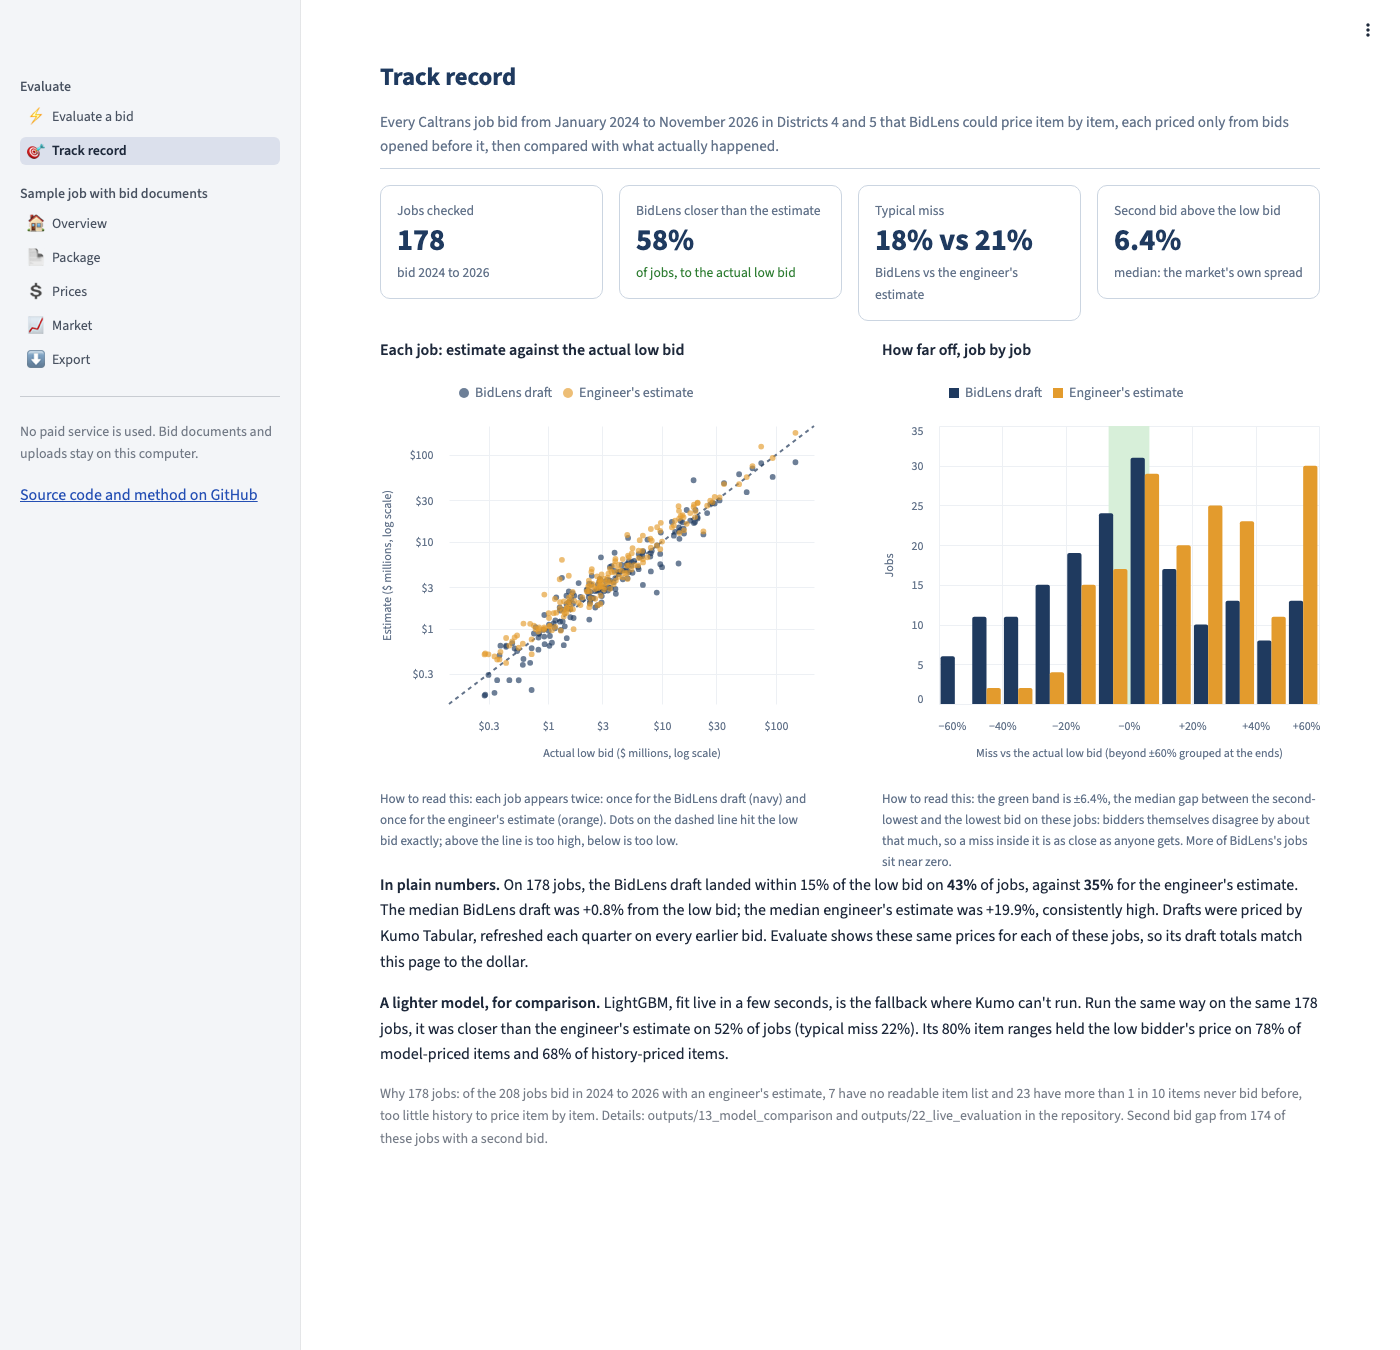 Evaluate
Evaluate a bid
Track record
Sample job with bid documents
Overview
Package
Prices
Market
Export
No paid service is used. Bid documents and
uploads stay on this computer.
Source code and method on GitHub
Track record
Every Caltrans job bid from January 2024 to November 2026 in Districts 4 and 5 that BidLens could price item by item, each priced only from bids
opened before it, then compared with what actually happened.
Jobs checked
178
bid 2024 to 2026
BidLens closer than the estimate
58%
of jobs, to the actual low bid
Typical miss
18% vs 21%
BidLens vs the engineer's
estimate
Second bid above the low bid
6.4%
median: the market's own spread
Each job: estimate against the actual low bid
BidLens draft
Engineer's estimate
Estimate ($ millions, log scale)
$100
$30
$10
$3
$1
$0.3
$0.3
$1
$3
$10
$30
$100
Actual low bid ($ millions, log scale)
How to read this: each job appears twice: once for the BidLens draft (navy) and
once for the engineer's estimate (orange). Dots on the dashed line hit the low
bid exactly; above the line is too high, below is too low.
How far off, job by job
BidLens draft
Engineer's estimate
Jobs
35
30
25
20
15
10
5
0
−60%
−40%
−20%
−0%
+20%
+40%
+60%
Miss vs the actual low bid (beyond ±60% grouped at the ends)
How to read this: the green band is ±6.4%, the median gap between the second-
lowest and the lowest bid on these jobs: bidders themselves disagree by about
that much, so a miss inside it is as close as anyone gets. More of BidLens's jobs
sit near zero.
In plain numbers. On 178 jobs, the BidLens draft landed within 15% of the low bid on 43% of jobs, against 35% for the engineer's estimate.
The median BidLens draft was +0.8% from the low bid; the median engineer's estimate was +19.9%, consistently high. Drafts were priced by
Kumo Tabular, refreshed each quarter on every earlier bid. Evaluate shows these same prices for each of these jobs, so its draft totals match
this page to the dollar.
A lighter model, for comparison. LightGBM, fit live in a few seconds, is the fallback where Kumo can't run. Run the same way on the same 178
jobs, it was closer than the engineer's estimate on 52% of jobs (typical miss 22%). Its 80% item ranges held the low bidder's price on 78% of
model-priced items and 68% of history-priced items.
Why 178 jobs: of the 208 jobs bid in 2024 to 2026 with an engineer's estimate, 7 have no readable item list and 23 have more than 1 in 10 items never bid before,
too little history to price item by item. Details: outputs/13_model_comparison and outputs/22_live_evaluation in the repository. Second bid gap from 174 of
these jobs with a second bid.